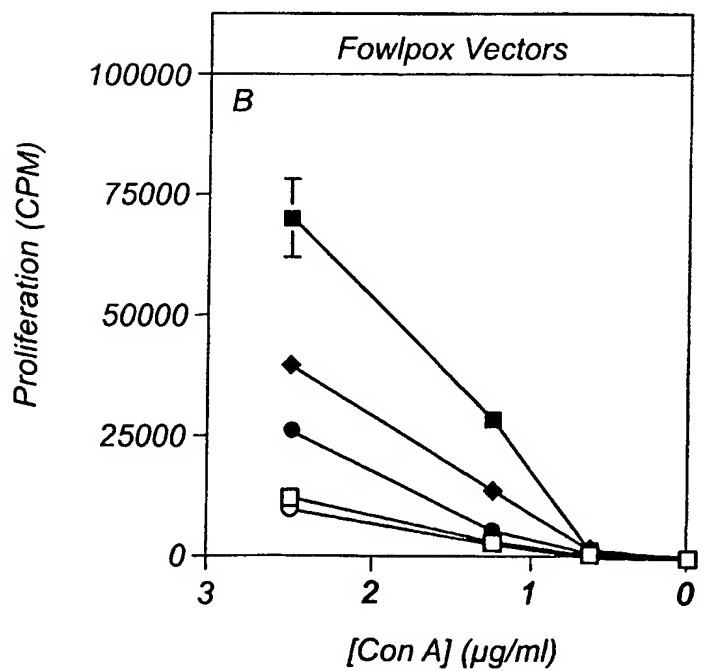 Fowlpox Vectors
B
Proliferation (CPM)
100000
75000
50000
25000
0
3 2 1 0
[Con A] (µg/ml)